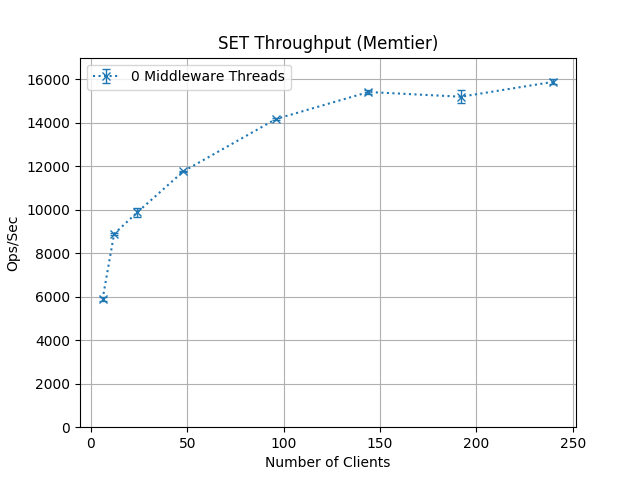 SET Throughput (Memtier)
0 Middleware Threads
Ops/Sec
16000
14000
12000
10000
8000
6000
4000
2000
0
0 50 100 150 200 250
Number of Clients